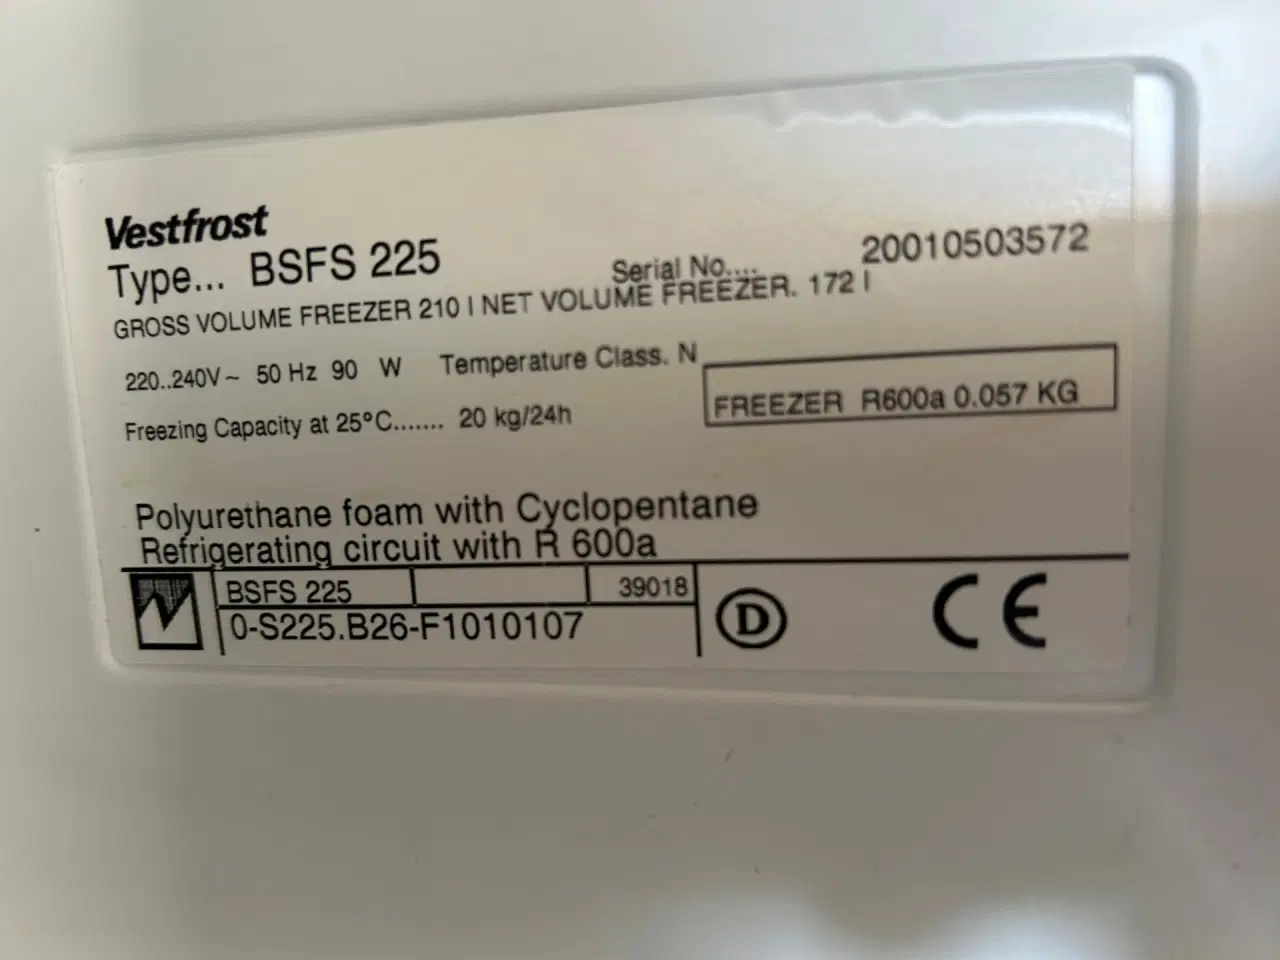 Vestfrost
Type... BSFS 225 Serial No.... 20010503572
GROSS VOLUME FREEZER 210 l NET VOLUME FREEZER. 172 l
220..240V~ 50 Hz 90 W Temperature Class. N
FREEZER R600a 0.057 KG
Freezing Capacity at 25°C....... 20 kg/24h
Polyurethane foam with Cyclopentane
Refrigerating circuit with R 600a
BSFS 225 39018
0-S225.B26-F1010107
D CE